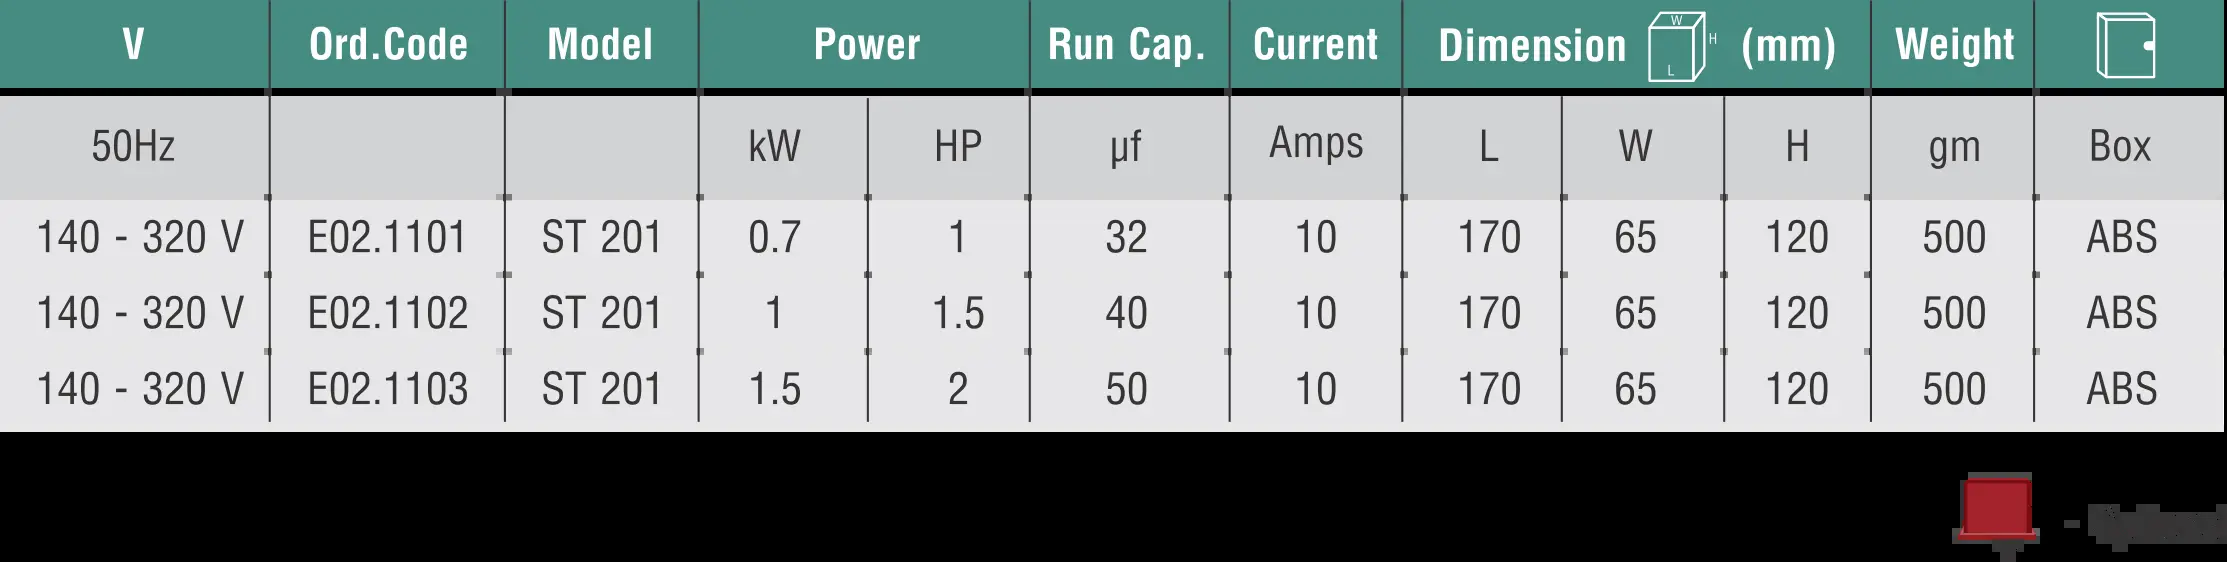 V Ord.Code Model Power Run Cap. Current Dimension W H L (mm) Weight
50Hz kW HP µf Amps L W H gm Box
140 - 320 V E02.1101 ST 201 0.7 1 32 10 170 65 120 500 ABS
140 - 320 V E02.1102 ST 201 1 1.5 40 10 170 65 120 500 ABS
140 - 320 V E02.1103 ST 201 1.5 2 50 10 170 65 120 500 ABS